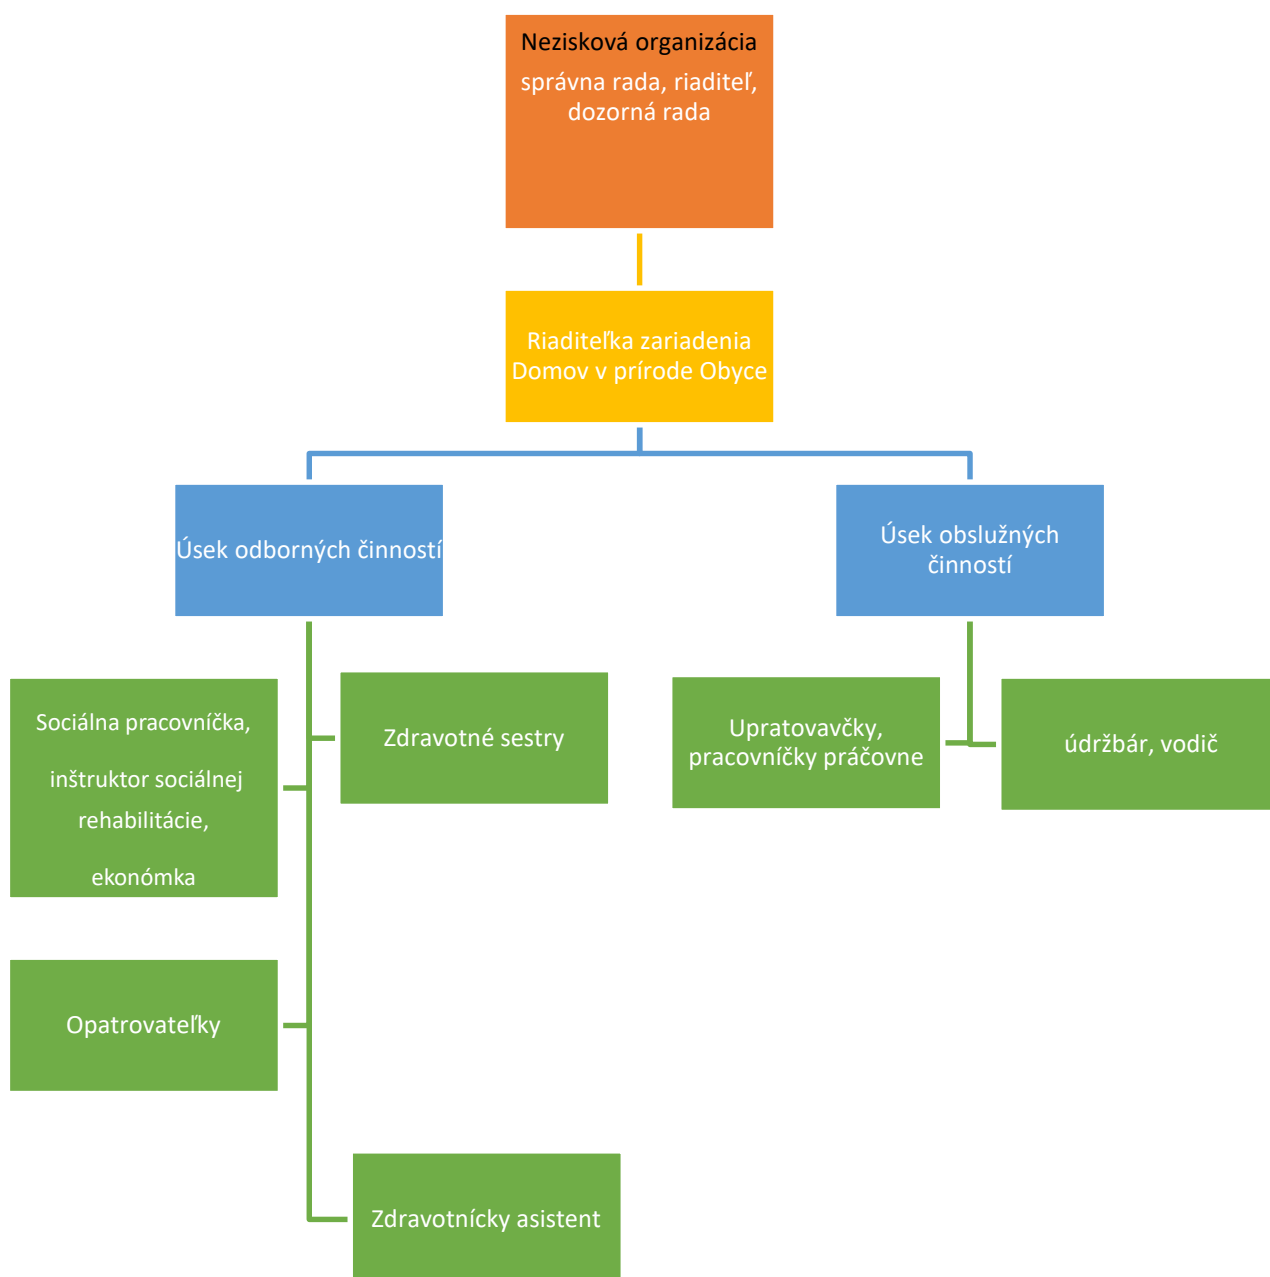 Nezisková organizácia
správna rada, riaditeľ,
dozorná rada
Riaditeľka zariadenia
Domov v prírode Obyce
Úsek odborných činností
Úsek obslužných
činností
Sociálna pracovníčka,
inštruktor sociálnej
rehabilitácie,
ekonómka
Zdravotné sestry
Upratovavčky,
pracovníčky práčovne
údržbár, vodič
Opatrovateľky
Zdravotnícky asistent